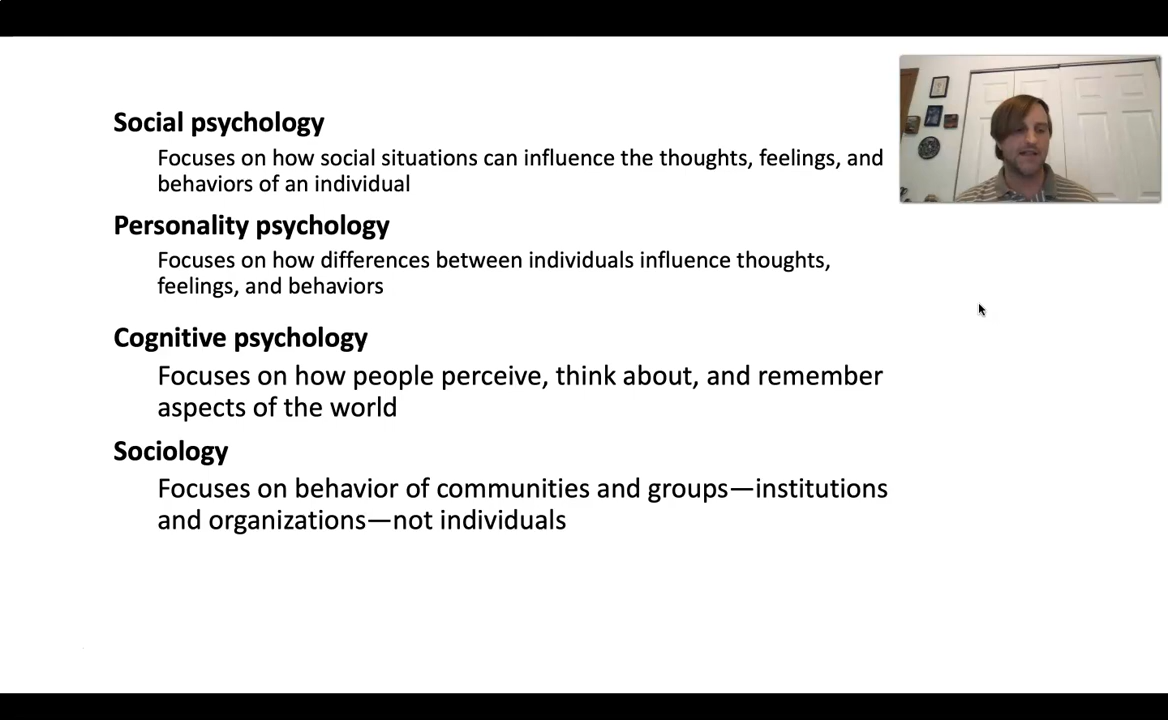 Social psychology
Focuses on how social situations can influence the thoughts, feelings, and
behaviors of an individual
Personality psychology
Focuses on how differences between individuals influence thoughts,
feelings, and behaviors
Cognitive psychology
Focuses on how people perceive, think about, and remember
aspects of the world
Sociology
Focuses on behavior of communities and groups—institutions
and organizations—not individuals